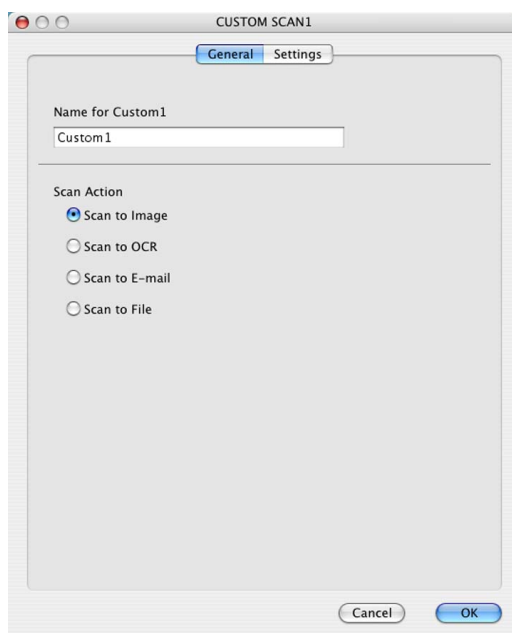 CUSTOM SCAN1
General Settings
Name for Custom1
Custom1
Scan Action
Scan to Image
Scan to OCR
Scan to E-mail
Scan to File
Cancel OK